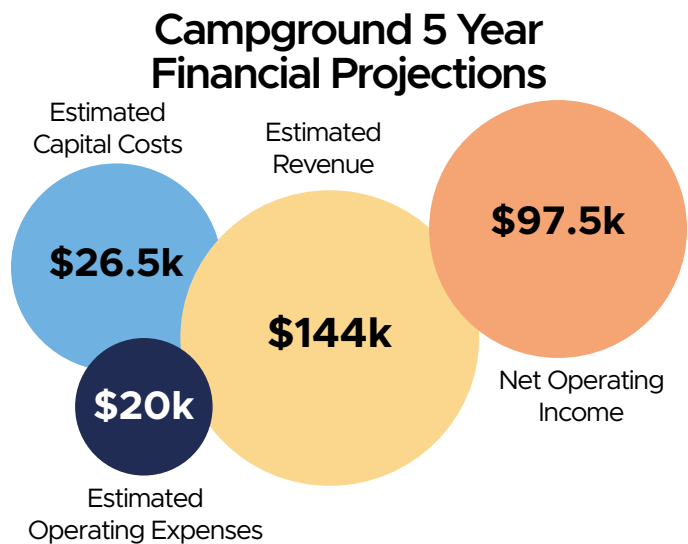 Campground 5 Year
Financial Projections
Estimated
Capital Costs
$26.5k
Estimated
Revenue
$144k
$97.5k
Net Operating
Income
$20k
Estimated
Operating Expenses